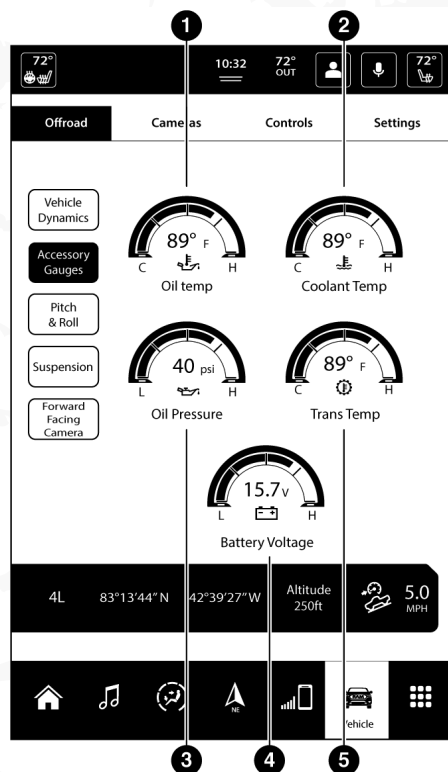 1
2
72°
10:32
72°
OUT
72°
Offroad
Cameras
Controls
Settings
Vehicle
Dynamics
Accessory
Gauges
Pitch
& Roll
Suspension
Forward
Facing
Camera
89° F
C
H
Oil temp
89° F
C
H
Coolant Temp
40 psi
L
H
Oil Pressure
89° F
C
H
Trans Temp
15.7 V
L
H
Battery Voltage
4L
83°13′44″ N
42°39′27″ W
Altitude
250ft
5.0
MPH
NE
Vehicle
3
4
5